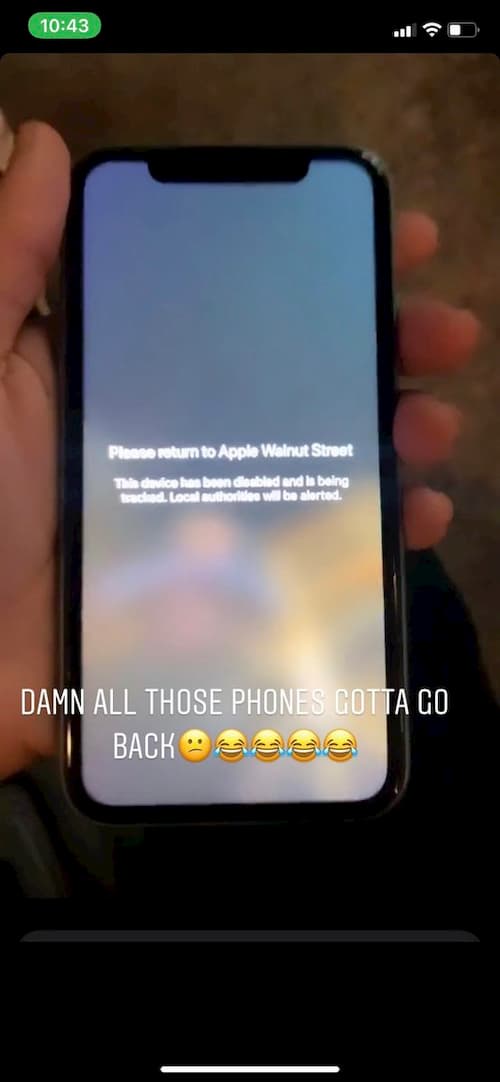 10:43
Please return to Apple Walnut Street
This device has been disabled and is being
tracked. Local authorities will be alerted.
DAMN ALL THOSE PHONES GOTTA GO
BACK😕😂😂😂😂